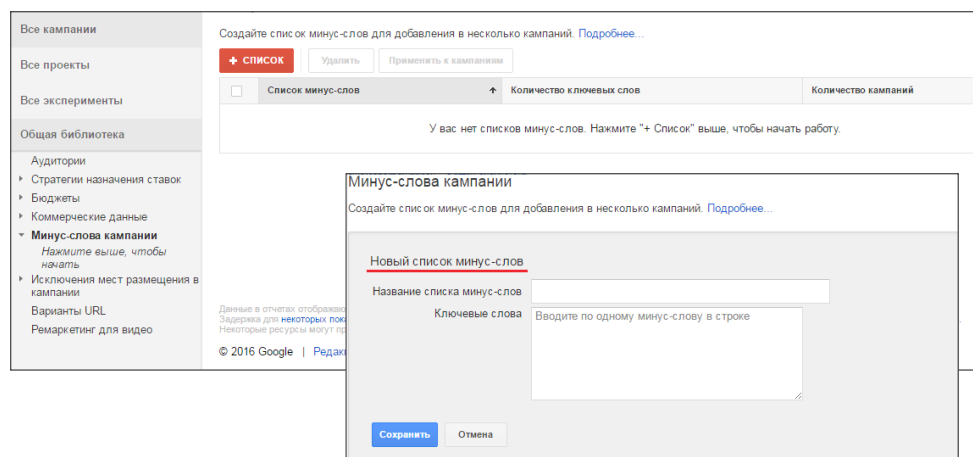 Все кампании
Все проекты
Все эксперименты
Общая библиотека
Аудитории
Стратегии назначения ставок
Бюджеты
Коммерческие данные
Минус-слова кампании
Нажмите выше, чтобы
начать
Исключения мест размещения в
кампании
Варианты URL
Ремаркетинг для видео
Создайте список минус-слов для добавления в несколько кампаний. Подробнее...
+ СПИСОК Удалить Применить к кампаниям
Список минус-слов Количество ключевых слов Количество кампаний
У вас нет списков минус-слов. Нажмите "+ Список" выше, чтобы начать работу.
Данные в отчетах
Задержка для некоторых
Некоторые ресурсы могут
© 2016 Google |
Минус-слова кампании
Создайте список минус-слов для добавления в несколько кампаний. Подробнее...
Новый список минус-слов
Название списка минус-слов
Ключевые слова Вводите по одному минус-слову в строке
Сохранить Отмена